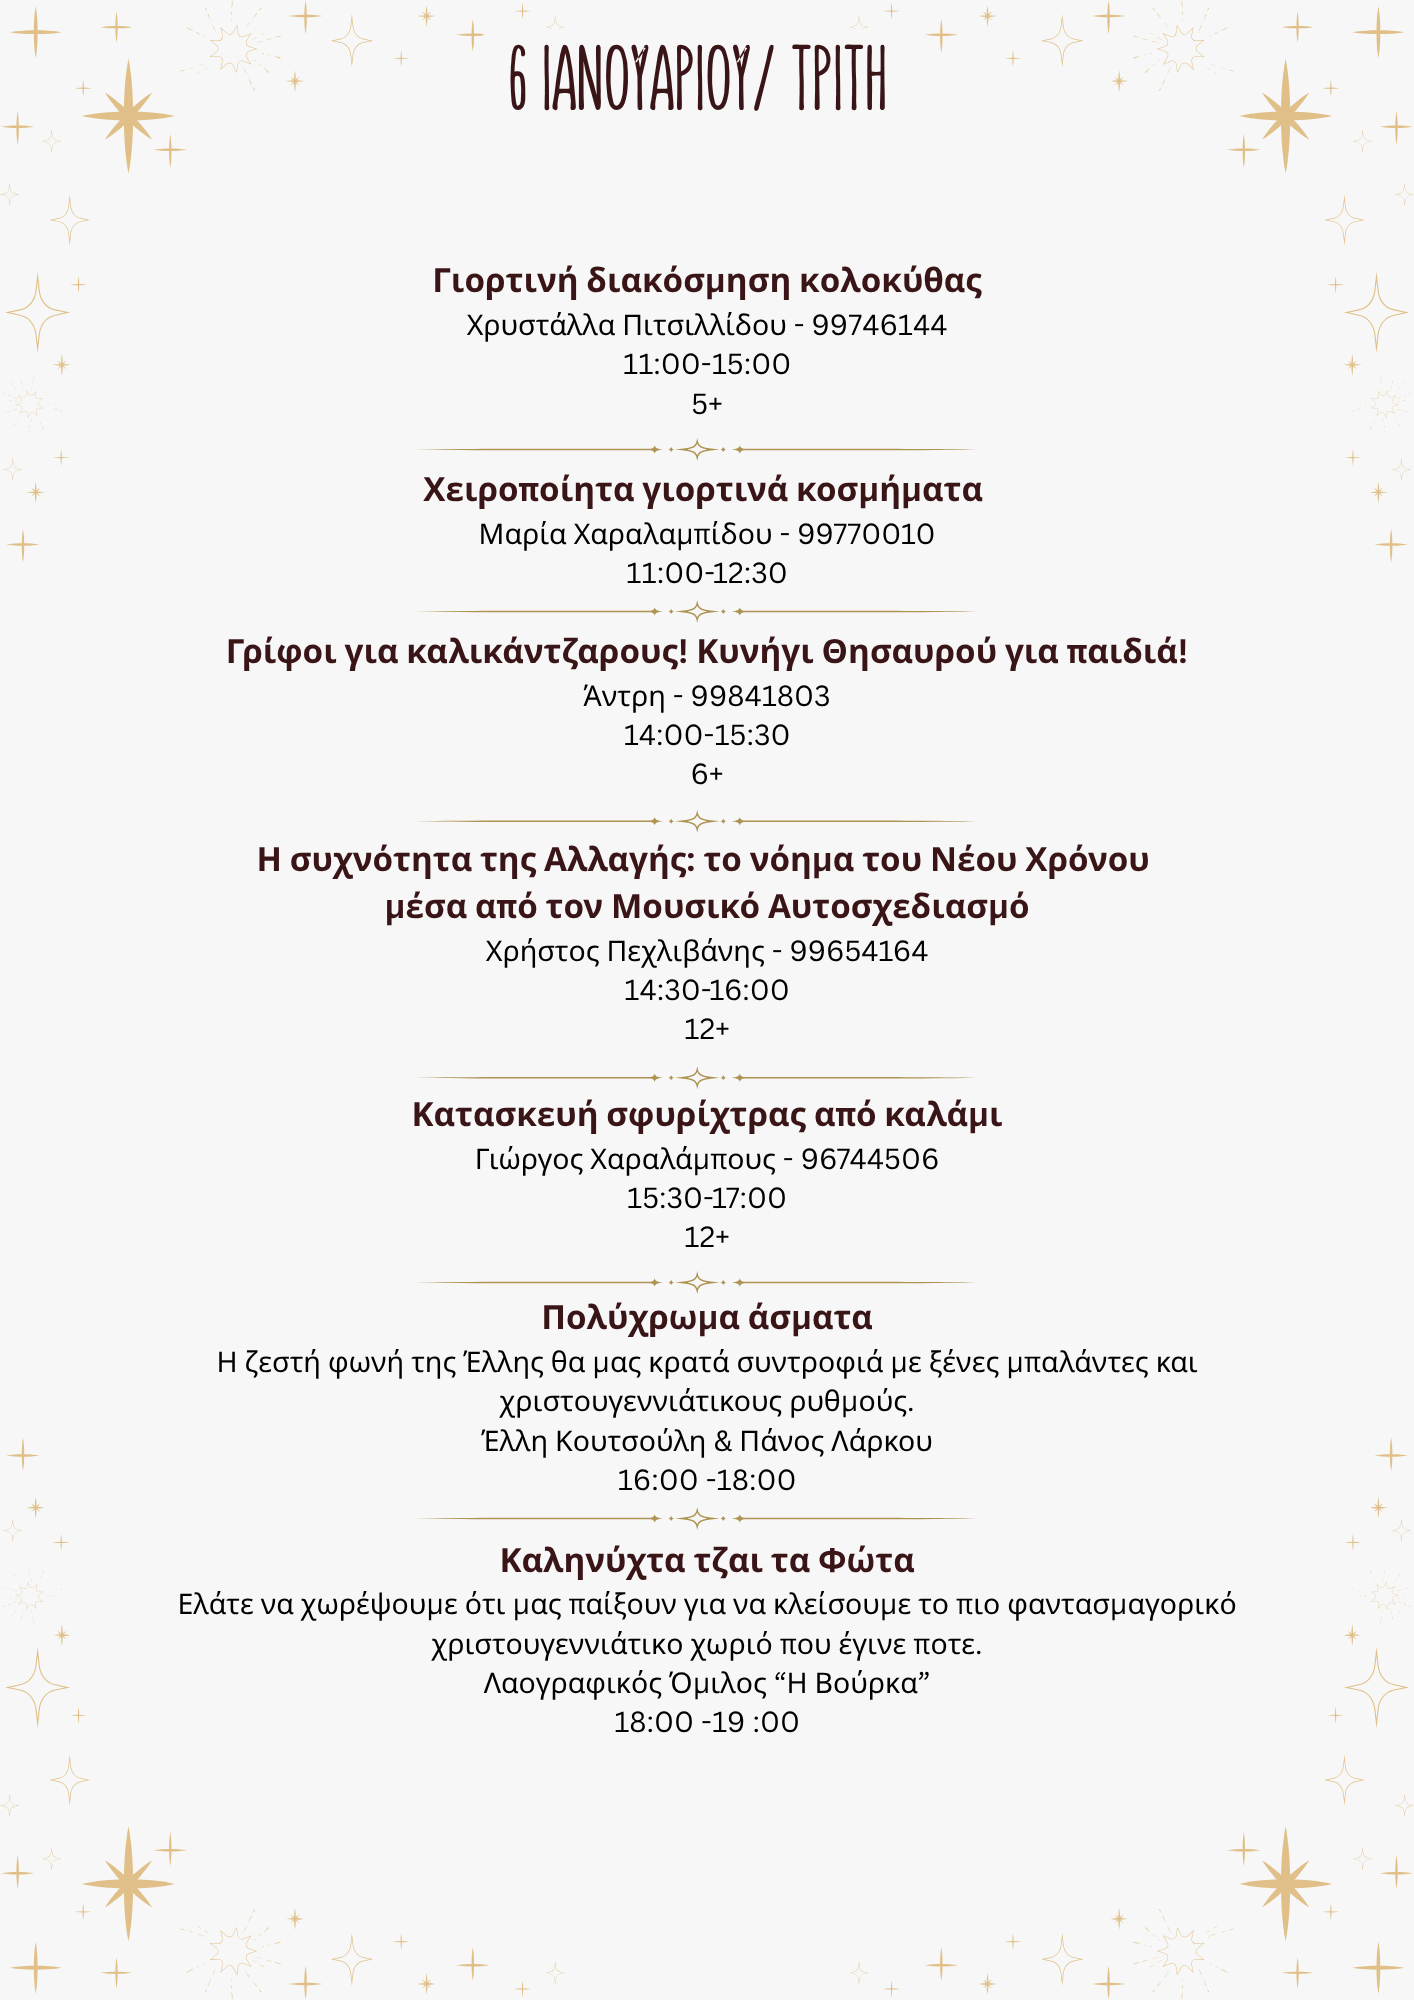 6 ΙΑΝΟΥΑΡΙΟΥ/ ΤΡΙΤΗ
Γιορτινή διακόσμηση κολοκύθας
Χρυστάλλα Πιτσιλλίδου - 99746144
11:00-15:00
5+
Χειροποίητα γιορτινά κοσμήματα
Μαρία Χαραλαμπίδου - 99770010
11:00-12:30
Γρίφοι για καλικάντζαρους! Κυνήγι Θησαυρού για παιδιά!
Άντρη - 99841803
14:00-15:30
6+
Η συχνότητα της Αλλαγής: το νόημα του Νέου Χρόνου
μέσα από τον Μουσικό Αυτοσχεδιασμό
Χρήστος Πεχλιβάνης - 99654164
14:30-16:00
12+
Κατασκευή σφυρίχτρας από καλάμι
Γιώργος Χαραλάμπους - 96744506
15:30-17:00
12+
Πολύχρωμα άσματα
Η ζεστή φωνή της Έλλης θα μας κρατά συντροφιά με ξένες μπαλάντες και
χριστουγεννιάτικους ρυθμούς.
Έλλη Κουτσούλη & Πάνος Λάρκου
16:00 -18:00
Καληνύχτα τζαι τα Φώτα
Ελάτε να χωρέψουμε ότι μας παίξουν για να κλείσουμε το πιο φαντασμαγορικό
χριστουγεννιάτικο χωριό που έγινε ποτε.
Λαογραφικός Όμιλος “Η Βούρκα”
18:00 -19 :00